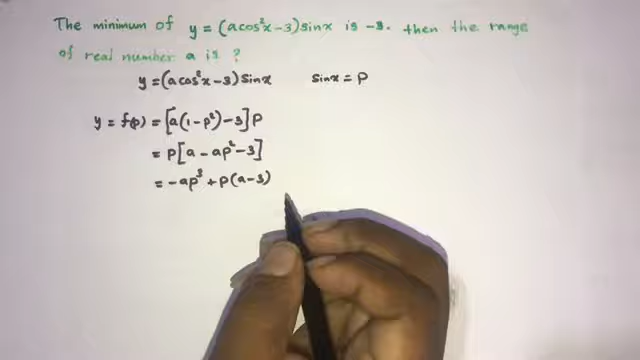 The minimum of y = (acos²x - 3)sinx is -3. then the range
of real number a is ?
y = (acos²x - 3)sinx sinx = p
y = f(p) = [a(1 - p²) - 3]p
= p[a - ap² - 3]
= -ap³ + p(a - 3)